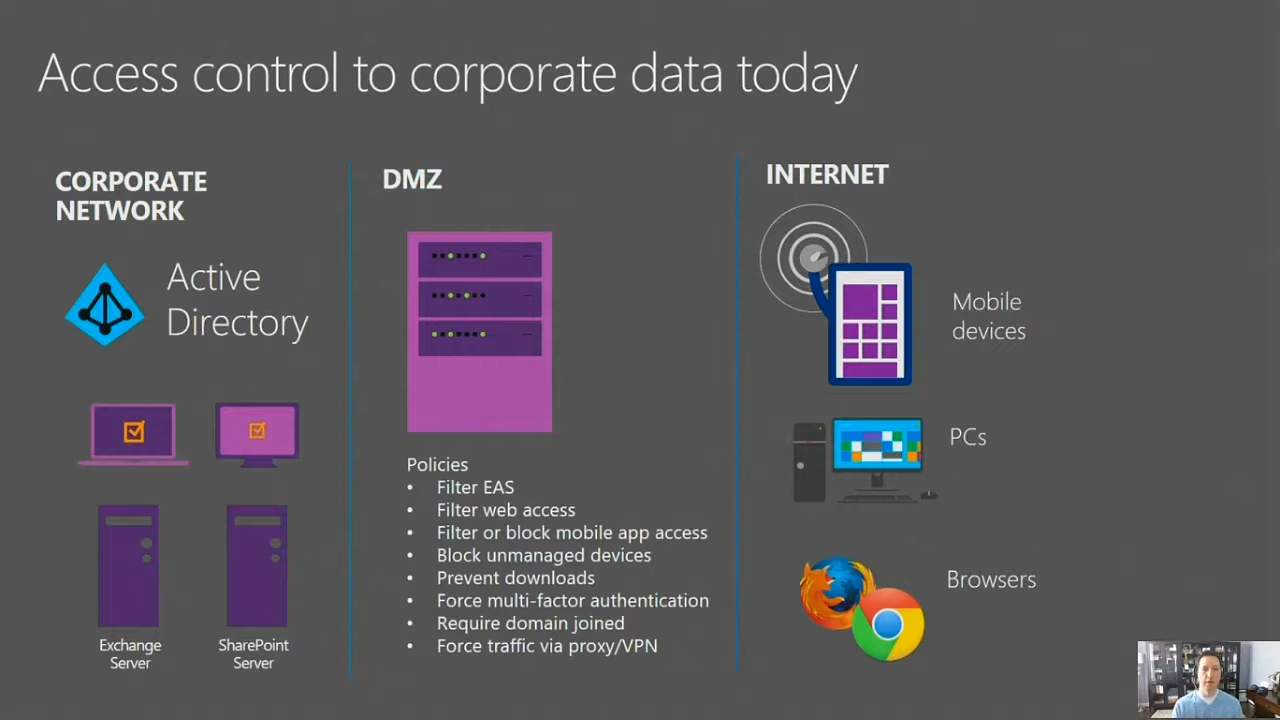 Access control to corporate data today
CORPORATE
NETWORK
Active
Directory
Exchange
Server
SharePoint
Server
DMZ
Policies
• Filter EAS
• Filter web access
• Filter or block mobile app access
• Block unmanaged devices
• Prevent downloads
• Force multi-factor authentication
• Require domain joined
• Force traffic via proxy/VPN
INTERNET
Mobile
devices
PCs
Browsers